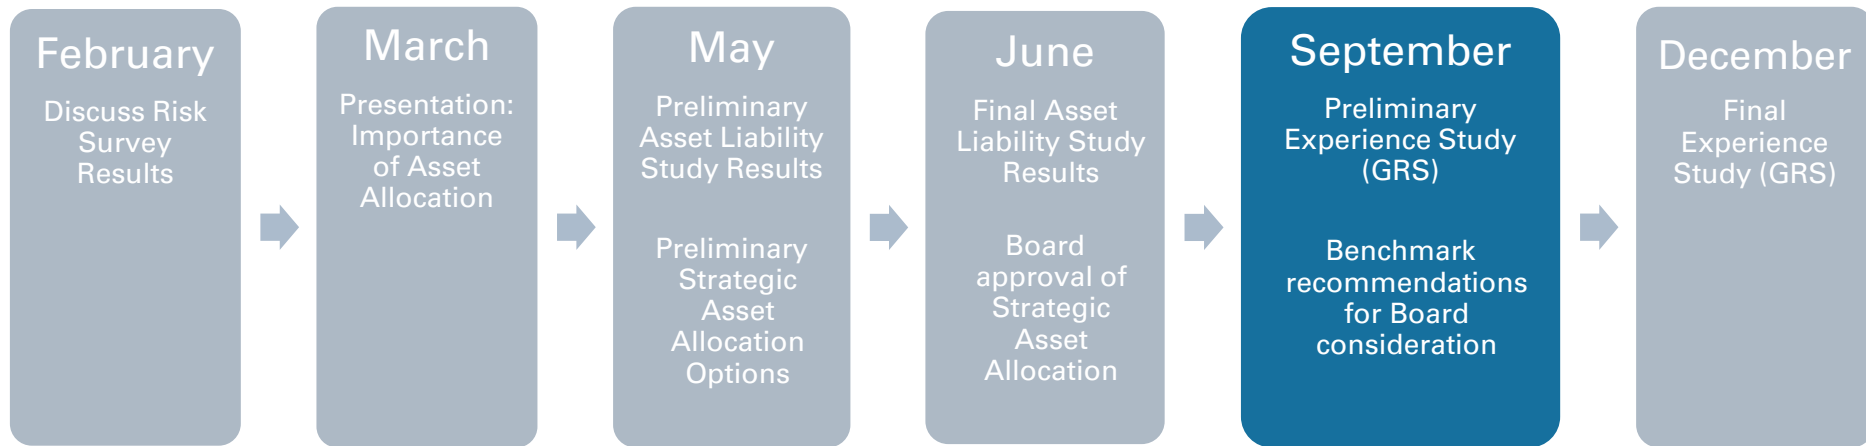 February
Discuss Risk
Survey
Results
March
Presentation:
Importance
of Asset
Allocation
May
Preliminary
Asset Liability
Study Results
Preliminary
Strategic
Asset
Allocation
Options
June
Final Asset
Liability Study
Results
Board
approval of
Strategic
Asset
Allocation
September
Preliminary
Experience Study
(GRS)
Benchmark
recommendations
for Board
consideration
December
Final
Experience
Study (GRS)